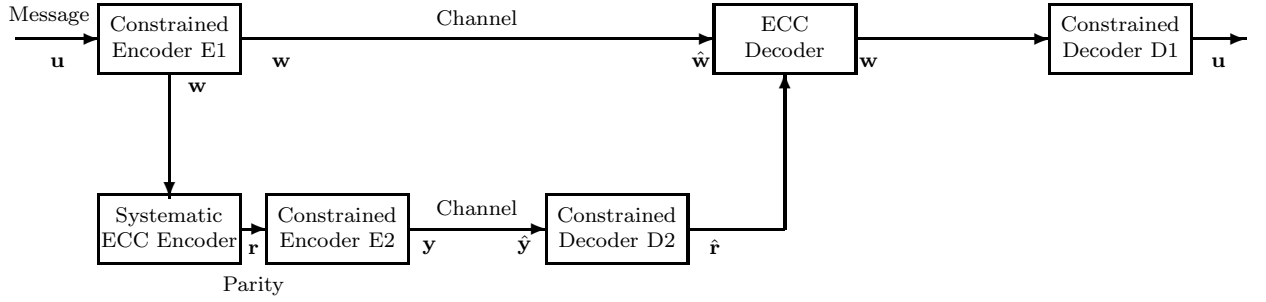 Message
Constrained
Encoder E1
Channel
ECC
Decoder
Constrained
Decoder D1
u
w
ŵ
w
u
w
Systematic
ECC Encoder
r
Constrained
Encoder E2
Channel
y
ŷ
Constrained
Decoder D2
r̂
Parity